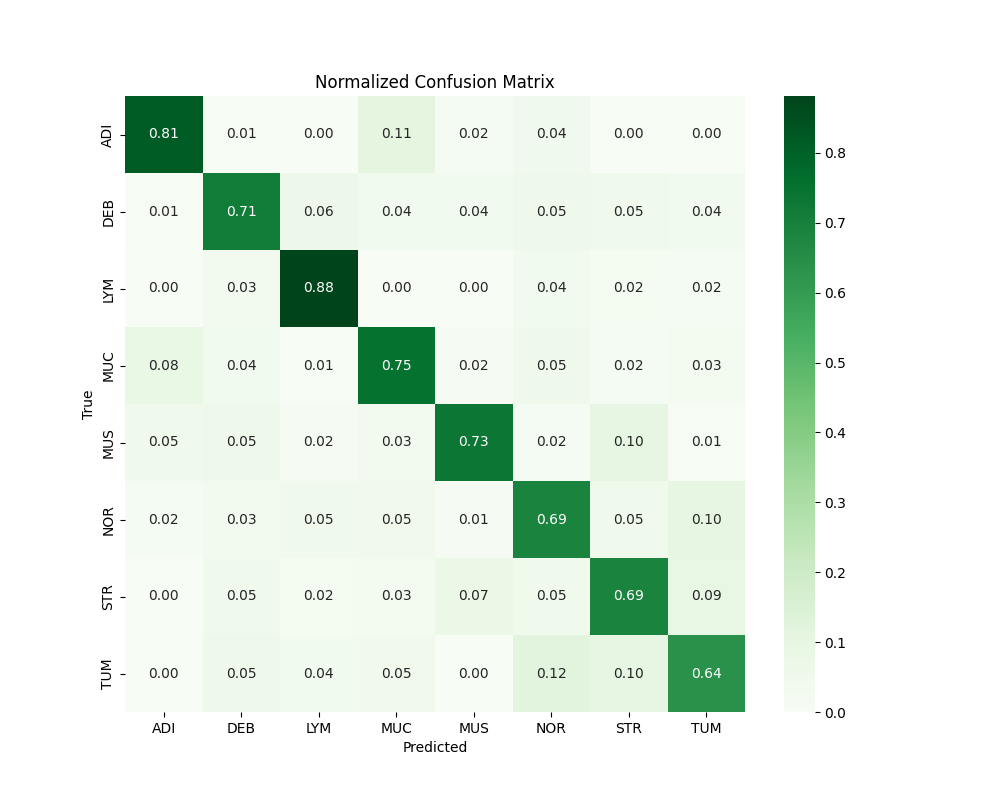 Normalized Confusion Matrix
ADI 0.81 0.01 0.00 0.11 0.02 0.04 0.00 0.00
DEB 0.01 0.71 0.06 0.04 0.04 0.05 0.05 0.04
LYM 0.00 0.03 0.88 0.00 0.00 0.04 0.02 0.02
MUC 0.08 0.04 0.01 0.75 0.02 0.05 0.02 0.03
MUS 0.05 0.05 0.02 0.03 0.73 0.02 0.10 0.01
NOR 0.02 0.03 0.05 0.05 0.01 0.69 0.05 0.10
STR 0.00 0.05 0.02 0.03 0.07 0.05 0.69 0.09
TUM 0.00 0.05 0.04 0.05 0.00 0.12 0.10 0.64
ADI DEB LYM MUC MUS NOR STR TUM
Predicted
True
0.8
0.7
0.6
0.5
0.4
0.3
0.2
0.1
0.0